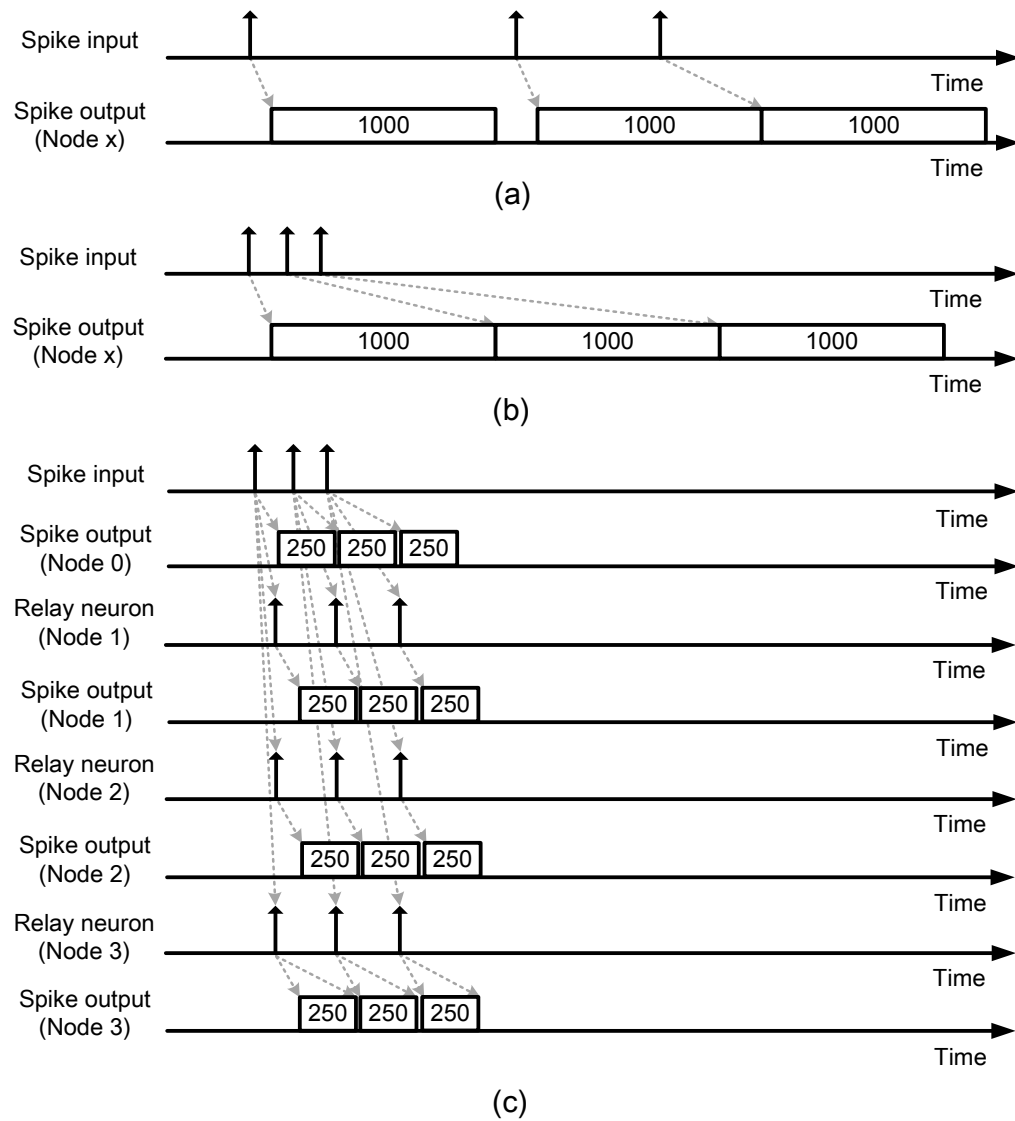 Spike input
Time
Spike output
(Node x)
1000 1000 1000
Time
(a)
Spike input
Time
Spike output
(Node x)
1000 1000 1000
Time
(b)
Spike input
Time
Spike output
(Node 0)
250 250 250
Time
Relay neuron
(Node 1)
Time
Spike output
(Node 1)
250 250 250
Time
Relay neuron
(Node 2)
Time
Spike output
(Node 2)
250 250 250
Time
Relay neuron
(Node 3)
Time
Spike output
(Node 3)
250 250 250
Time
(c)